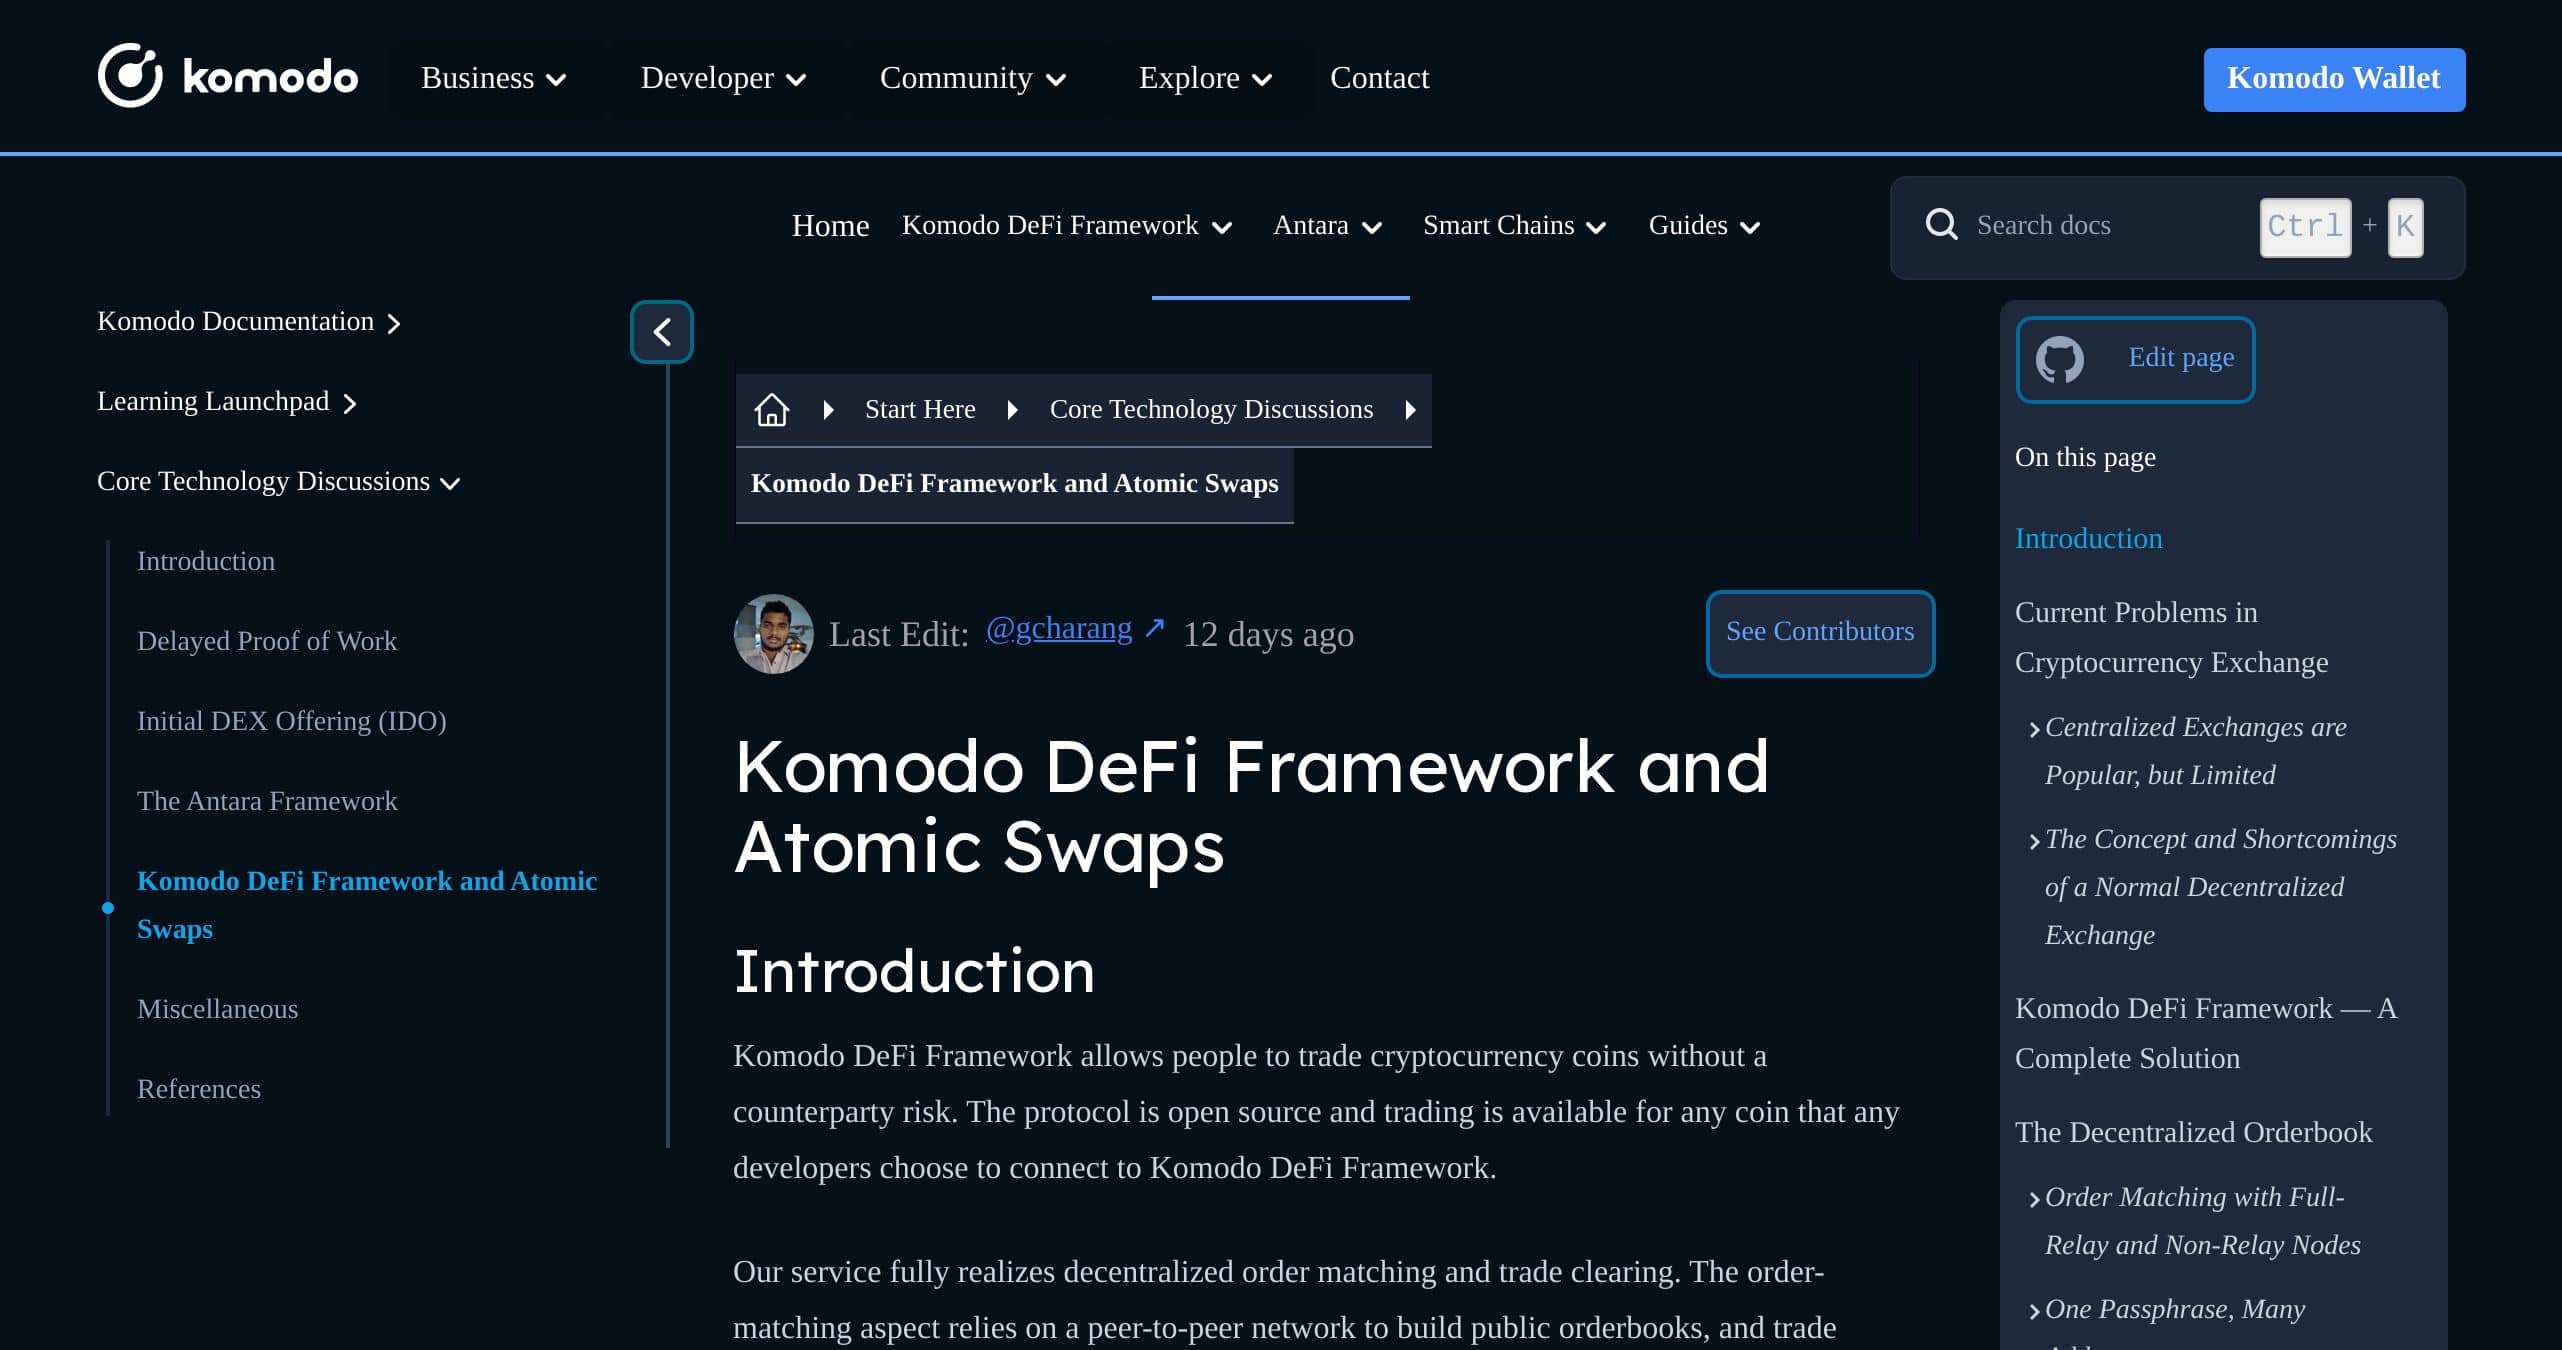 komodo
Business
Developer
Community
Explore
Contact
Komodo Wallet
Home
Komodo DeFi Framework
Antara
Smart Chains
Guides
Search docs
Ctrl + K
Komodo Documentation
Learning Launchpad
Core Technology Discussions
Introduction
Delayed Proof of Work
Initial DEX Offering (IDO)
The Antara Framework
Komodo DeFi Framework and Atomic
Swaps
Miscellaneous
References
Start Here
Core Technology Discussions
Komodo DeFi Framework and Atomic Swaps
Last Edit: @gcharang ↗ 12 days ago
See Contributors
Komodo DeFi Framework and
Atomic Swaps
Introduction
Komodo DeFi Framework allows people to trade cryptocurrency coins without a
counterparty risk. The protocol is open source and trading is available for any coin that any
developers choose to connect to Komodo DeFi Framework.
Our service fully realizes decentralized order matching and trade clearing. The order-
matching aspect relies on a peer-to-peer network to build public orderbooks, and trade
Edit page
On this page
Introduction
Current Problems in
Cryptocurrency Exchange
Centralized Exchanges are
Popular, but Limited
The Concept and Shortcomings
of a Normal Decentralized
Exchange
Komodo DeFi Framework — A
Complete Solution
The Decentralized Orderbook
Order Matching with Full-
Relay and Non-Relay Nodes
One Passphrase, Many